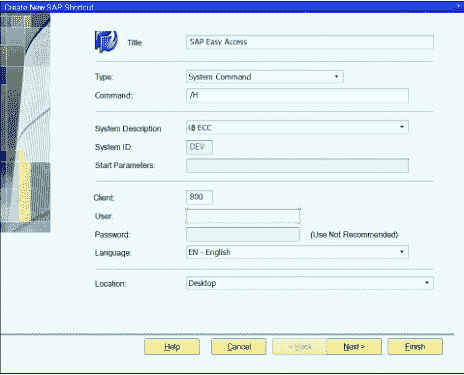 Create New SAP Shortcut
Title: SAP Easy Access
Type: System Command
Command: /H
System Description ECC
System ID: DEV
Start Parameters:
Client: 800
User:
Password: (Use Not Recommended)
Language: EN - English
Location: Desktop
Help Cancel < Back Next > Finish